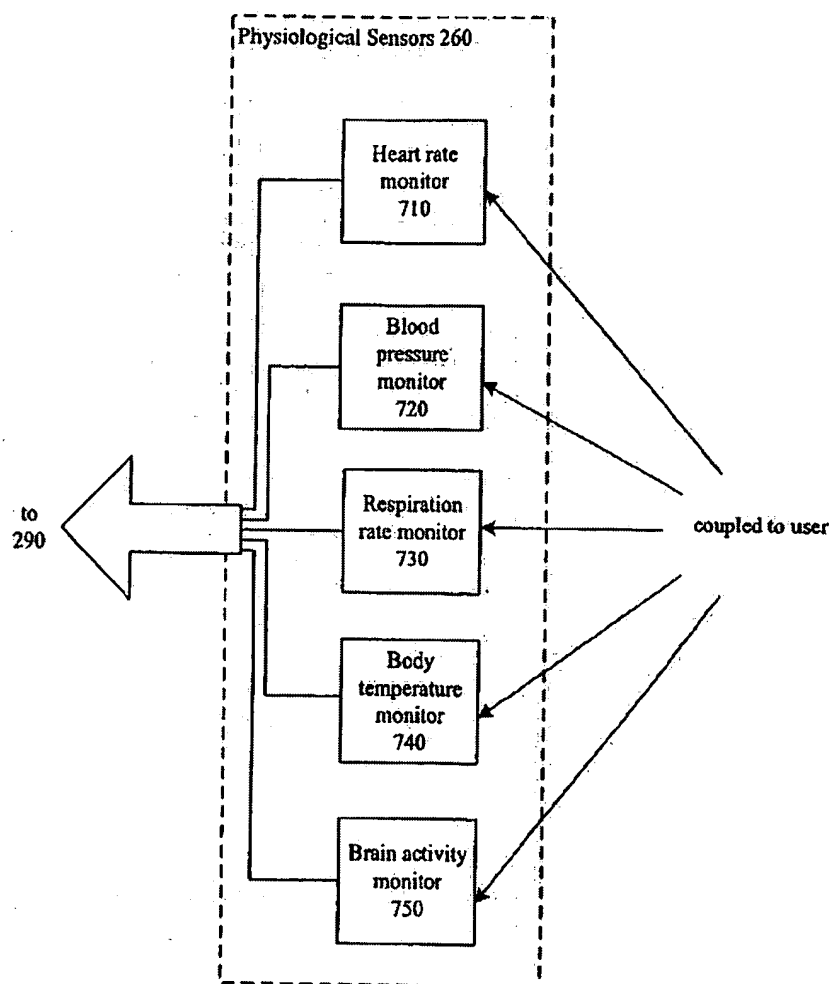 Physiological Sensors 260
Heart rate
monitor
710
Blood
pressure
monitor
720
to
290
Respiration
rate monitor
730
coupled to user
Body
temperature
monitor
740
Brain activity
monitor
750